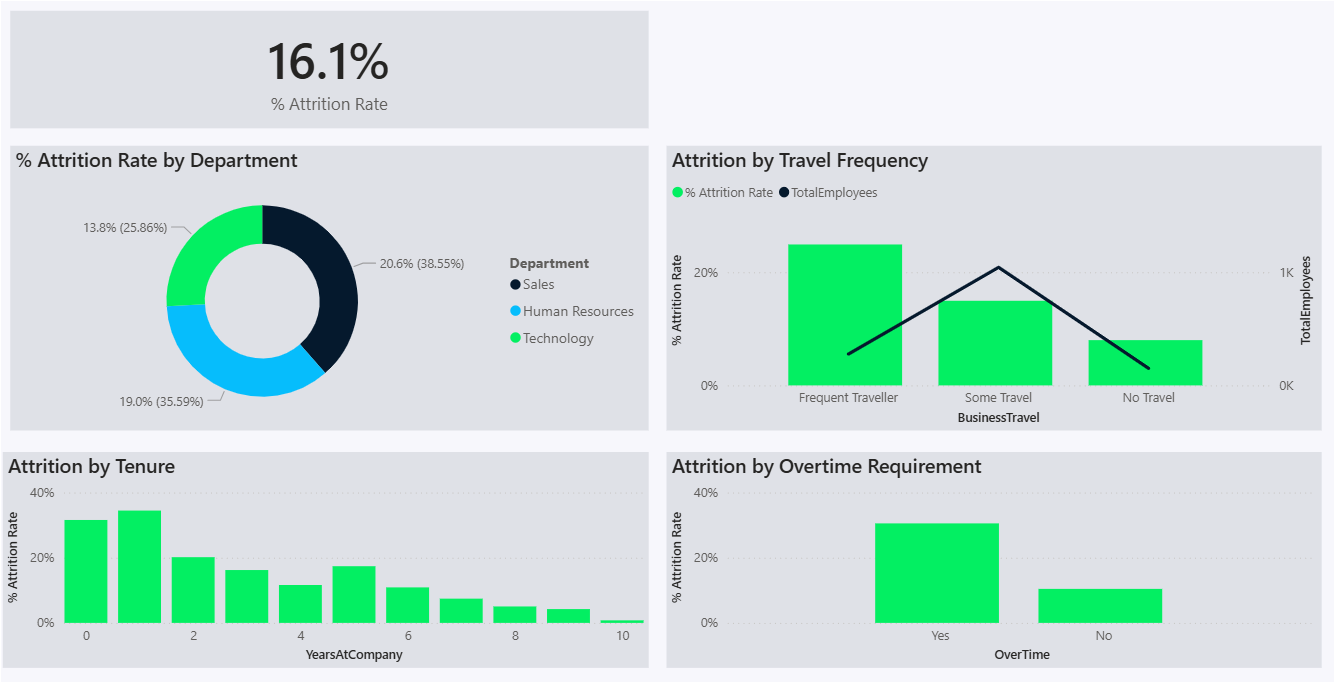 16.1%
% Attrition Rate
% Attrition Rate by Department
13.8% (25.86%)
20.6% (38.55%)
19.0% (35.59%)
Department
Sales
Human Resources
Technology
Attrition by Travel Frequency
% Attrition Rate TotalEmployees
% Attrition Rate
20%
0%
1K
0K
TotalEmployees
Frequent Traveller Some Travel No Travel
BusinessTravel
Attrition by Tenure
% Attrition Rate
40%
20%
0%
0 2 4 6 8 10
YearsAtCompany
Attrition by Overtime Requirement
% Attrition Rate
40%
20%
0%
Yes No
OverTime